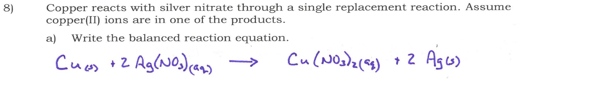 8) Copper reacts with silver nitrate through a single replacement reaction. Assume
copper(II) ions are in one of the products.
a) Write the balanced reaction equation.
Cu(s) + 2 Ag(NO3)(aq) → Cu(NO3)2(aq) + 2 Ag(s)